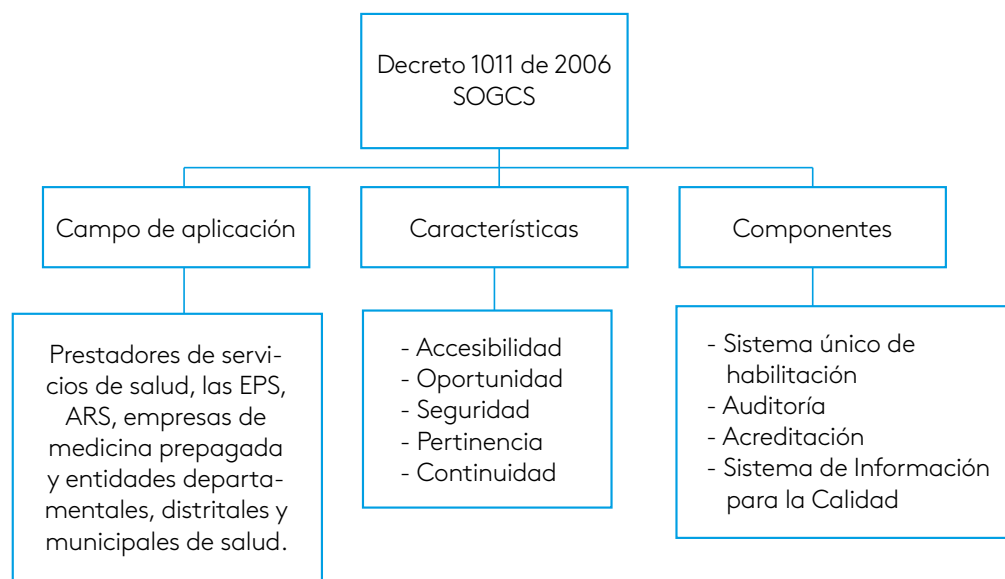 Decreto 1011 de 2006
SOGCS
Campo de aplicación
Características
Componentes
Prestadores de servi-
cios de salud, las EPS,
ARS, empresas de
medicina prepagada
y entidades departa-
mentales, distritales y
municipales de salud.
- Accesibilidad
- Oportunidad
- Seguridad
- Pertinencia
- Continuidad
- Sistema único de
habilitación
- Auditoría
- Acreditación
- Sistema de Información
para la Calidad